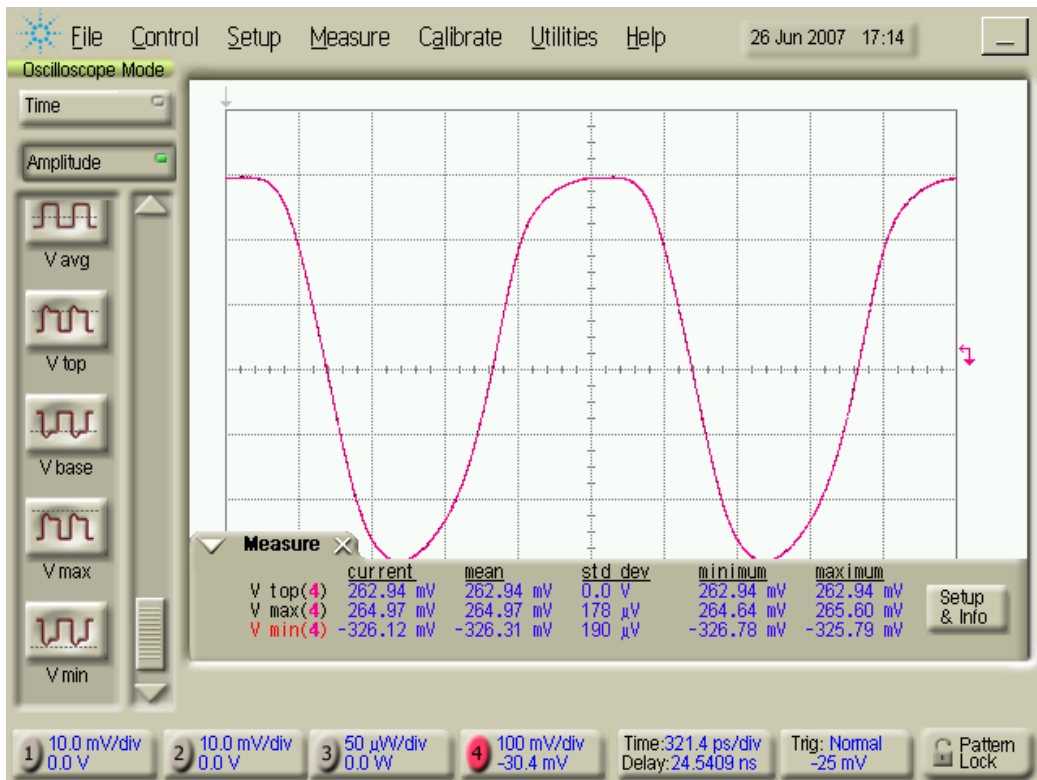 File Control Setup Measure Calibrate Utilities Help 26 Jun 2007 17:14
Oscilloscope Mode
Time
Amplitude
V avg
V top
V base
V max
V min
Measure
current mean std dev minimum maximum
V top(4) 262.94 mV 262.94 mV 0.0 V 262.94 mV 262.94 mV
V max(4) 264.97 mV 264.97 mV 178 µV 264.64 mV 265.60 mV
V min(4) -326.12 mV -326.31 mV 190 µV -326.78 mV -325.79 mV
Setup
& Info
1 10.0 mV/div
0.0 V
2 10.0 mV/div
0.0 V
3 50 µW/div
0.0 W
4 100 mV/div
-30.4 mV
Time:321.4 ps/div
Delay:24.5409 ns
Trig: Normal
-25 mV
Pattern
Lock